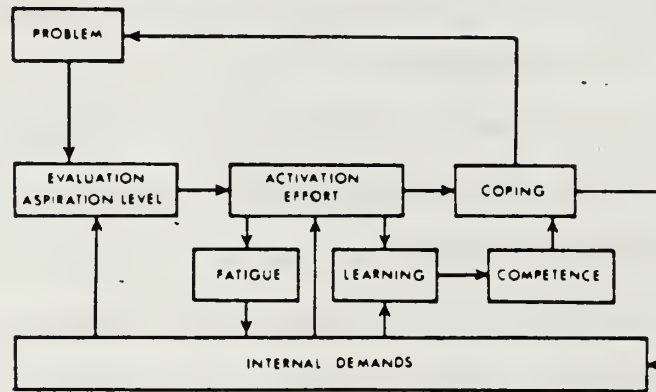 PROBLEM
EVALUATION
ASPIRATION LEVEL
ACTIVATION
EFFORT
COPING
FATIGUE
LEARNING
COMPETENCE
INTERNAL DEMANDS